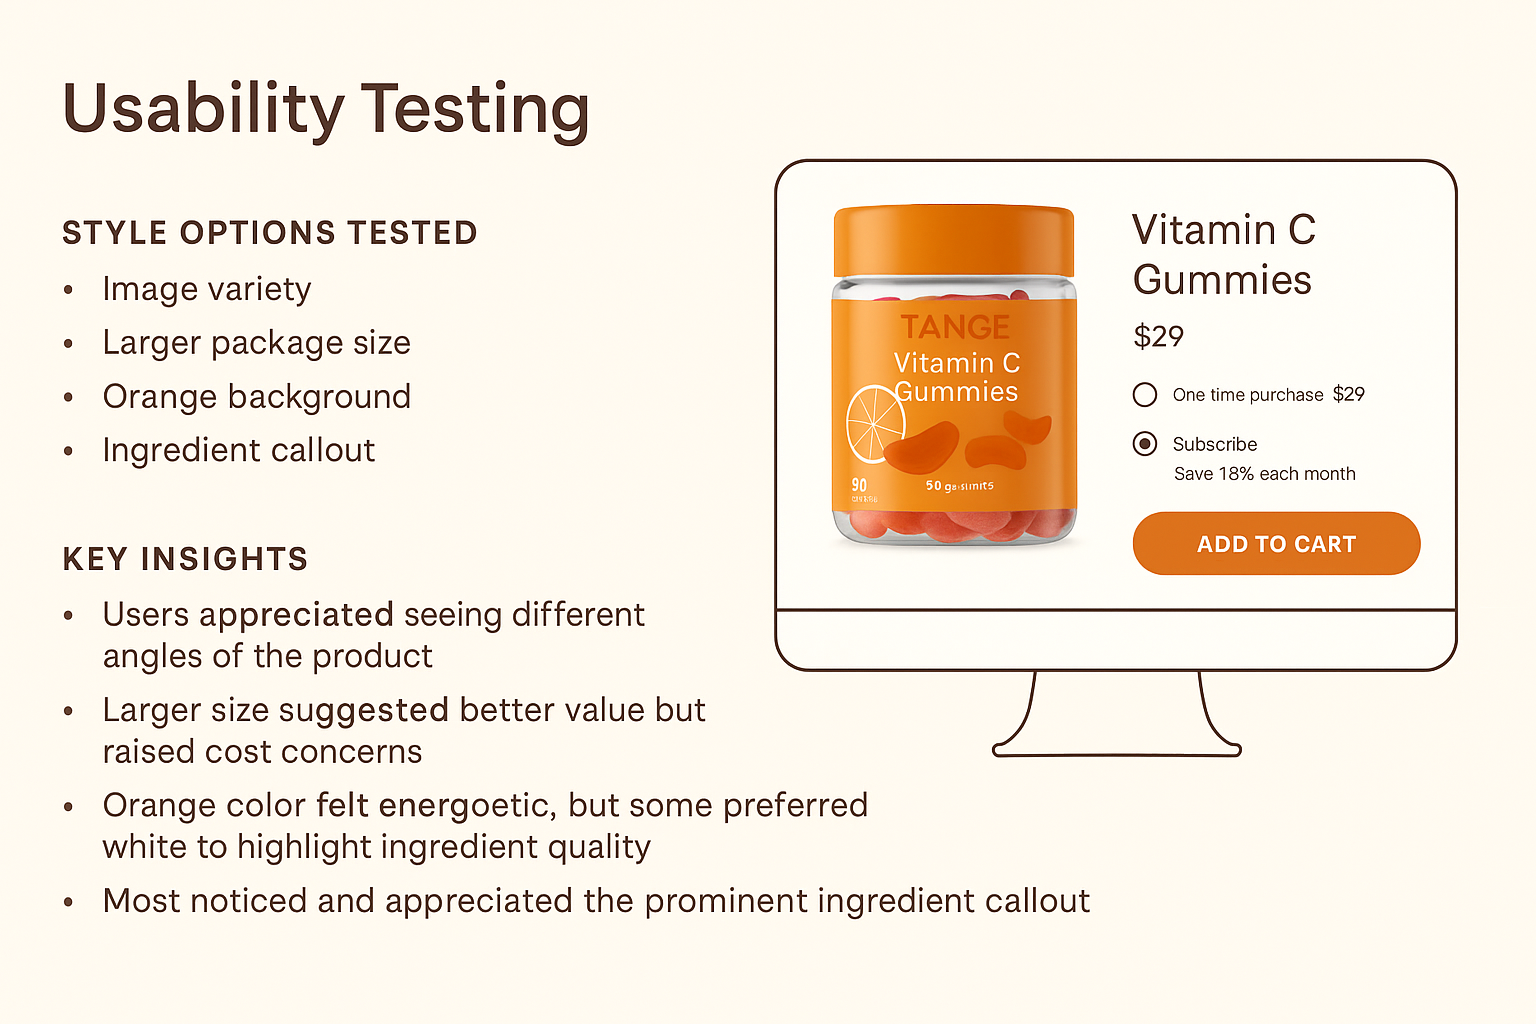 Usability Testing
STYLE OPTIONS TESTED
• Image variety
• Larger package size
• Orange background
• Ingredient callout
KEY INSIGHTS
• Users appreciated seeing different
angles of the product
• Larger size suggested better value but
raised cost concerns
• Orange color felt energoetic, but some preferred
white to highlight ingredient quality
• Most noticed and appreciated the prominent ingredient callout
TANGE
Vitamin C
Gummies
90
50
Vitamin C
Gummies
$29
One time purchase $29
Subscribe
Save 18% each month
ADD TO CART